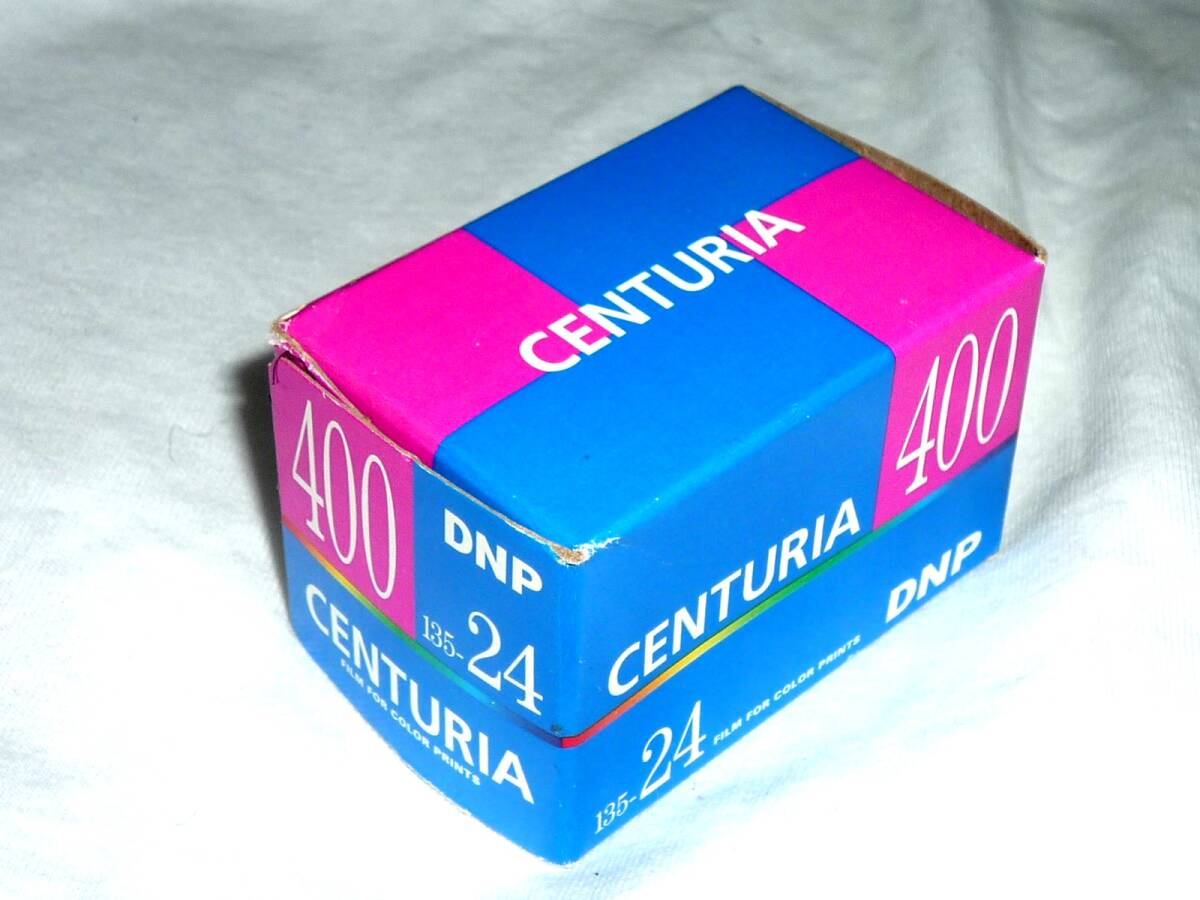 CENTURIA
400
DNP
135-24
CENTURIA
FILM FOR COLOR PRINTS
400
CENTURIA
DNP
135-24 FILM FOR COLOR PRINTS